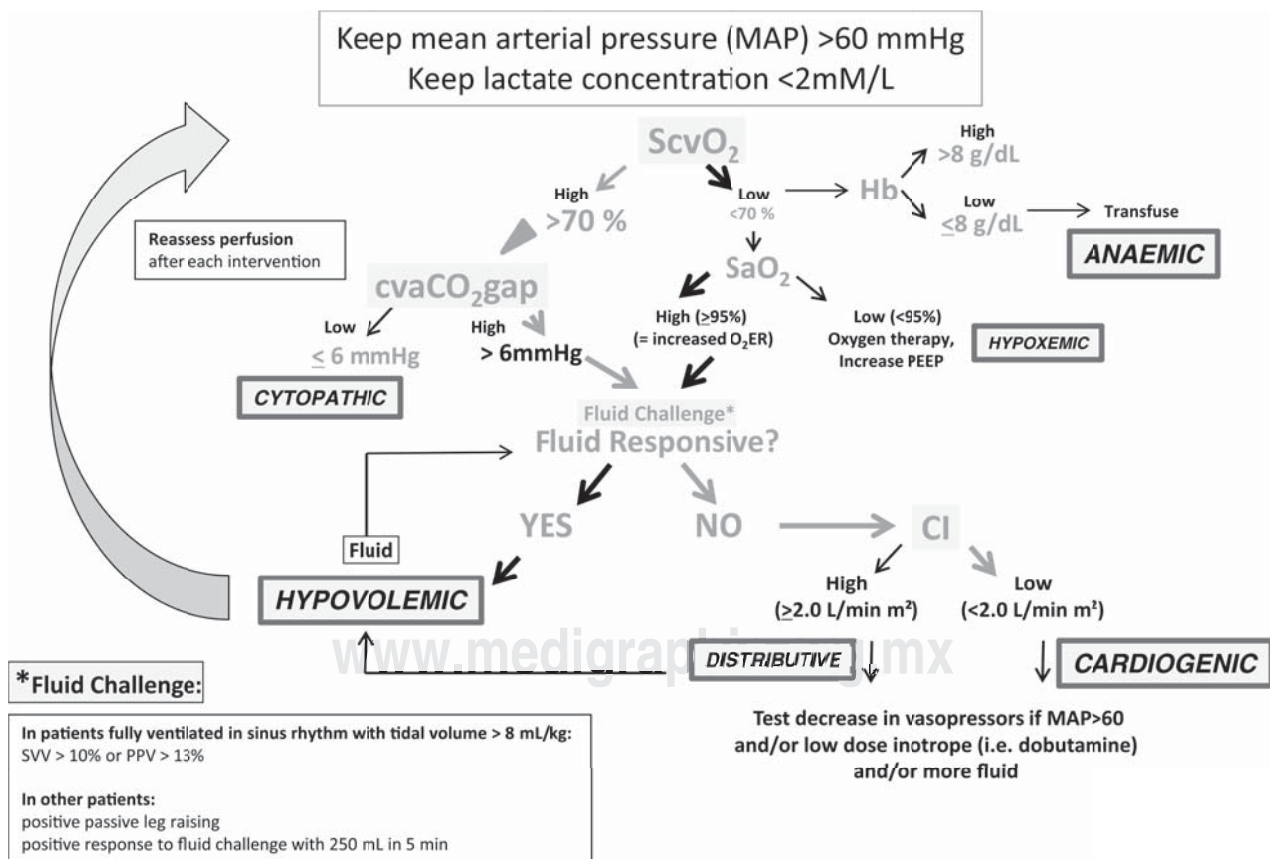 Keep mean arterial pressure (MAP) >60 mmHg
Keep lactate concentration <2mM/L
ScvO₂
High
>70 %
Low
<70 %
Hb
High
>8 g/dL
Low
≤8 g/dL
Transfuse
ANAEMIC
Reassess perfusion
after each intervention
cvaCO₂gap
Low
≤ 6 mmHg
CYTOPATHIC
High
> 6mmHg
SaO₂
High (≥95%)
(= increased O₂ER)
Low (<95%)
Oxygen therapy,
Increase PEEP
HYPOXEMIC
Fluid Challenge*
Fluid Responsive?
YES
NO
CI
Fluid
HYPOVOLEMIC
High
(≥2.0 L/min m²)
Low
(<2.0 L/min m²)
DISTRIBUTIVE
CARDIOGENIC
Test decrease in vasopressors if MAP>60
and/or low dose inotrope (i.e. dobutamine)
and/or more fluid
*Fluid Challenge:
In patients fully ventilated in sinus rhythm with tidal volume > 8 mL/kg:
SVV > 10% or PPV > 13%
In other patients:
positive passive leg raising
positive response to fluid challenge with 250 mL in 5 min